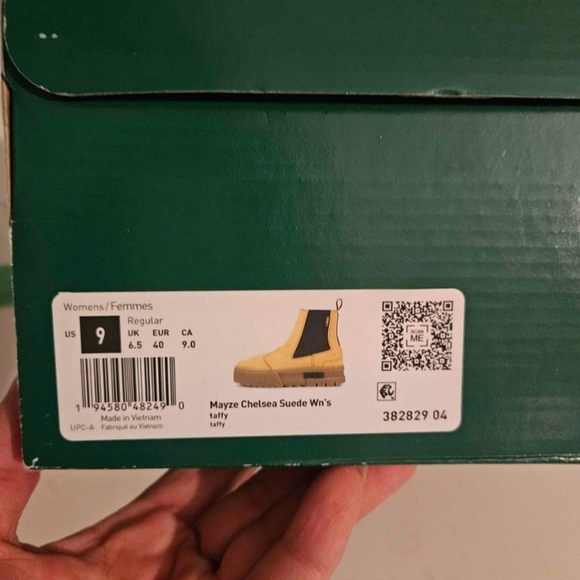 Womens/Femmes
Regular
US 9 UK EUR CA
6.5 40 9.0
1 94580 48249 0
Made in Vietnam
UPC-A Fabriqué au Vietnam
Mayze Chelsea Suede Wn's
taffy
taffy
SCAN
ME
382829 04